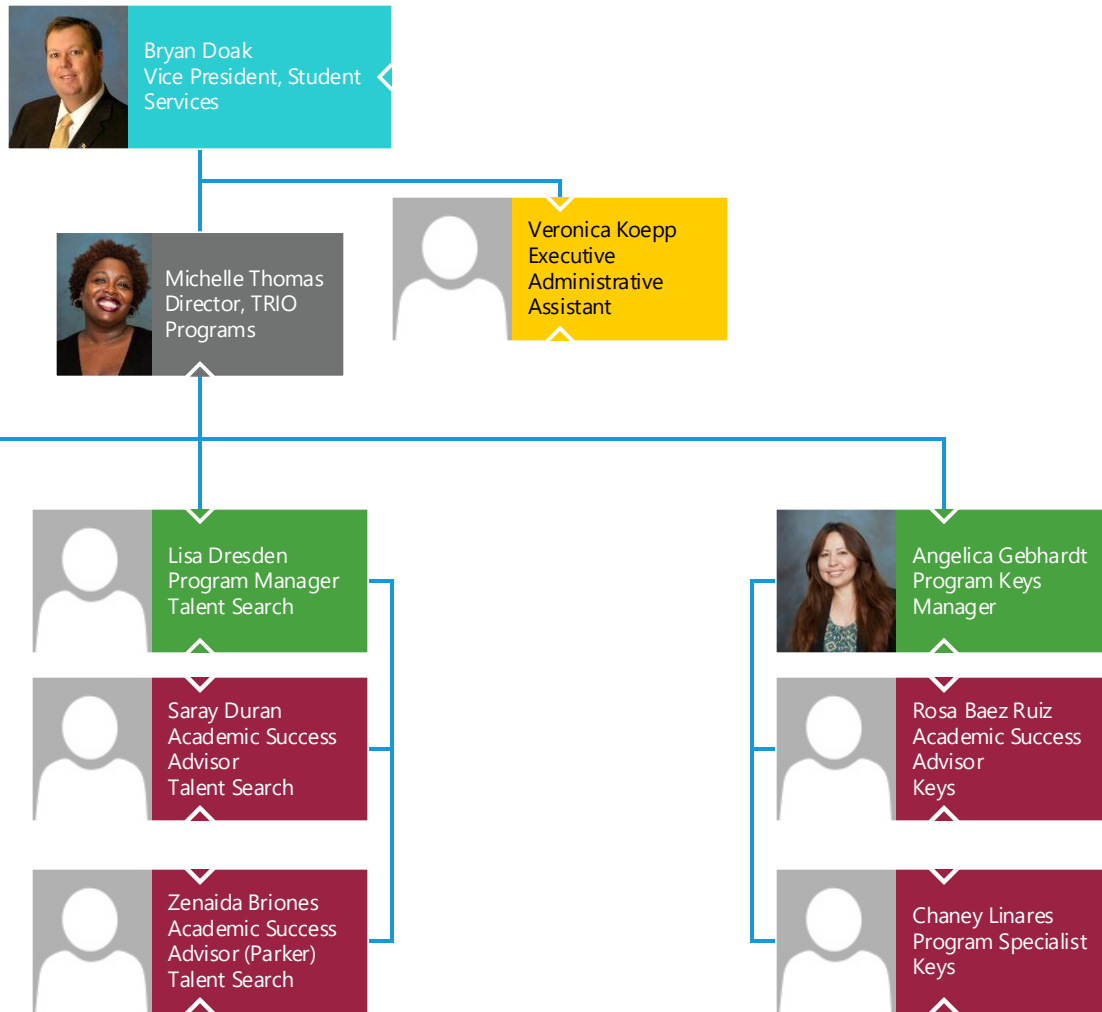 Bryan Doak
Vice President, Student
Services
Veronica Koepp
Executive
Administrative
Assistant
Michelle Thomas
Director, TRIO
Programs
Lisa Dresden
Program Manager
Talent Search
Angelica Gebhardt
Program Keys
Manager
Saray Duran
Academic Success
Advisor
Talent Search
Rosa Baez Ruiz
Academic Success
Advisor
Keys
Zenaida Briones
Academic Success
Advisor (Parker)
Talent Search
Chaney Linares
Program Specialist
Keys